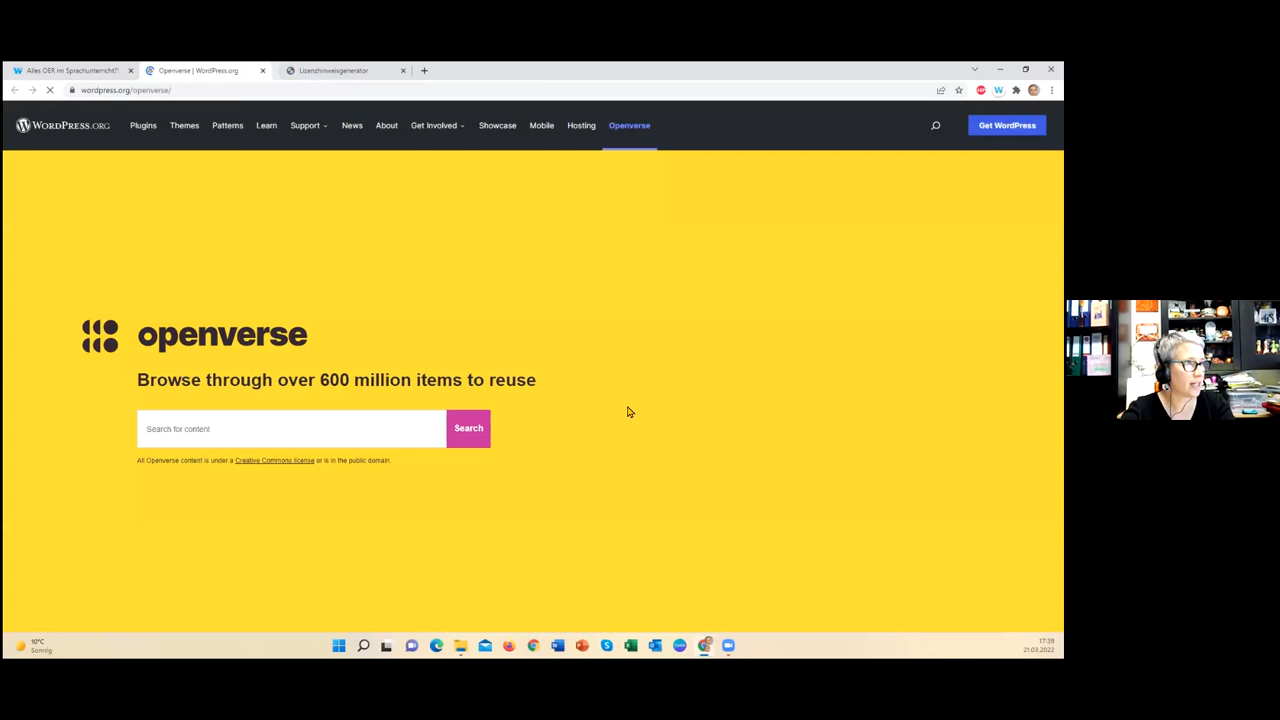 Alles OER im Sprachunterricht?!
Openverse | WordPress.org
Lizenzhinweisgenerator
wordpress.org/openverse/
ABP
W
WORDPRESS.ORG
Plugins
Themes
Patterns
Learn
Support
News
About
Get Involved
Showcase
Mobile
Hosting
Openverse
Get WordPress
openverse
Browse through over 600 million items to reuse
Search for content
Search
All Openverse content is under a Creative Commons license or is in the public domain.
10°C
Sonnig
17:39
21.03.2022